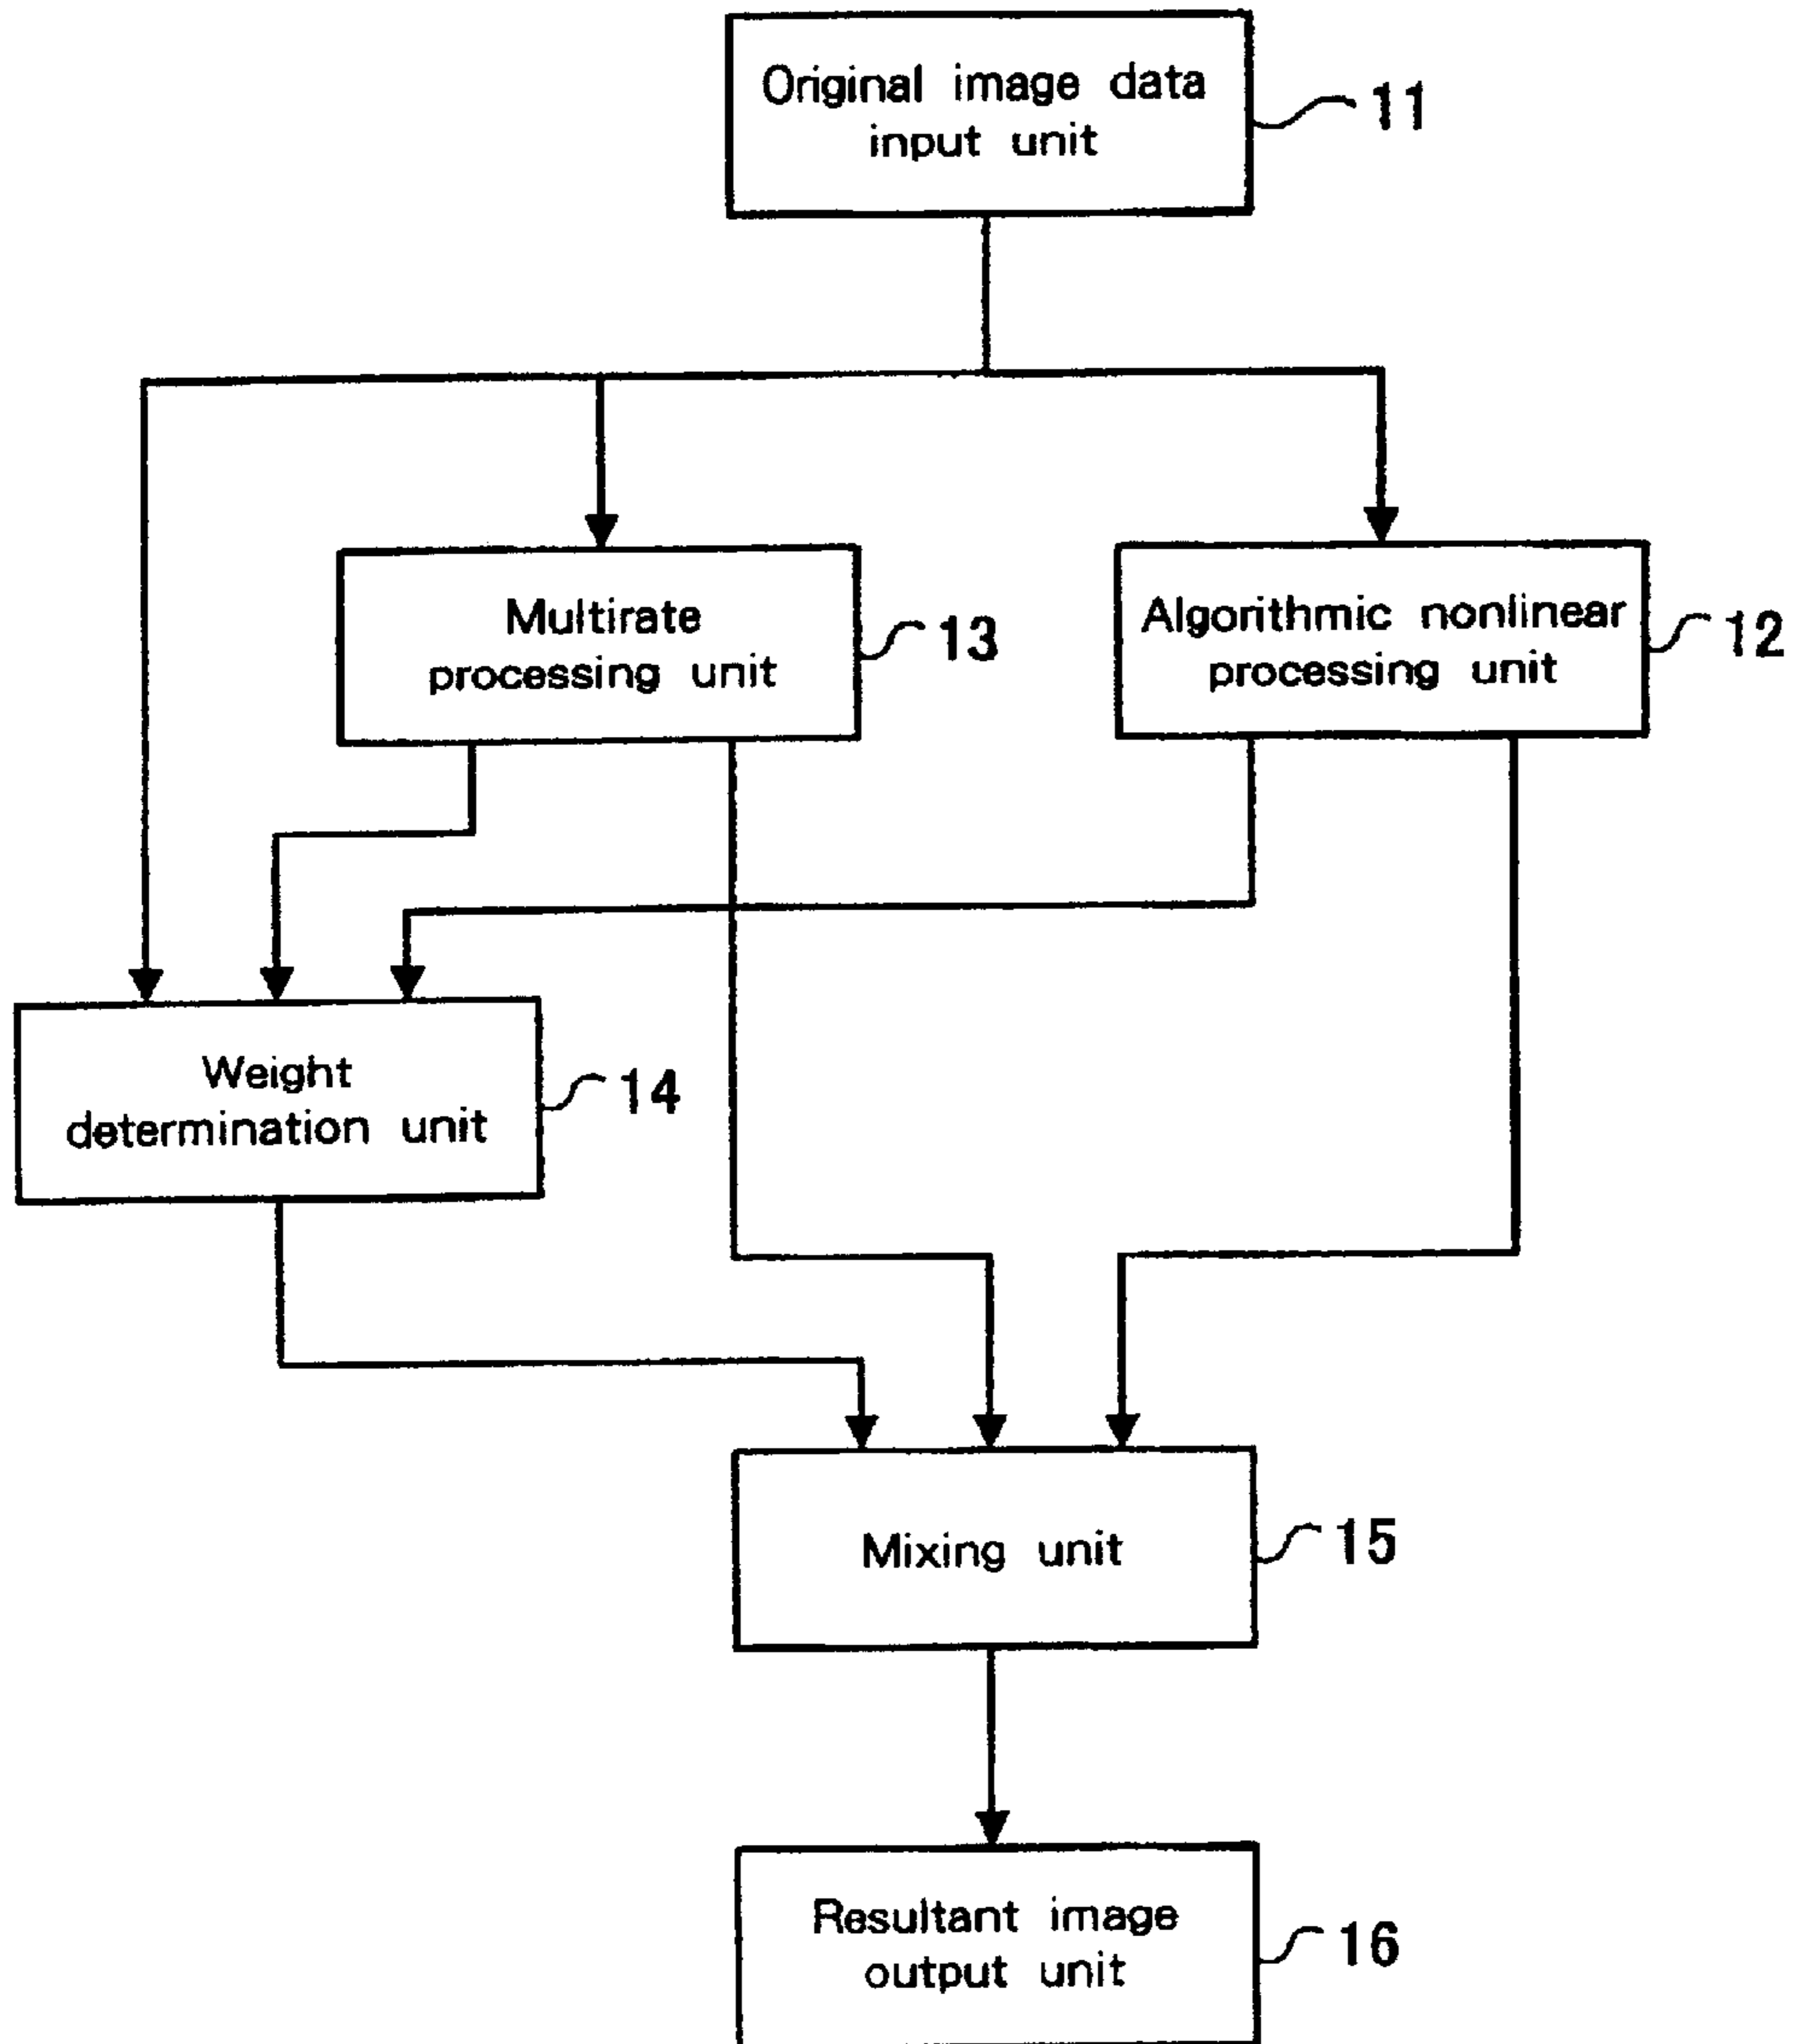 Original image data
input unit
11
Multirate
processing unit
13
Algorithmic nonlinear
processing unit
12
Weight
determination unit
14
Mixing unit
15
Resultant image
output unit
16